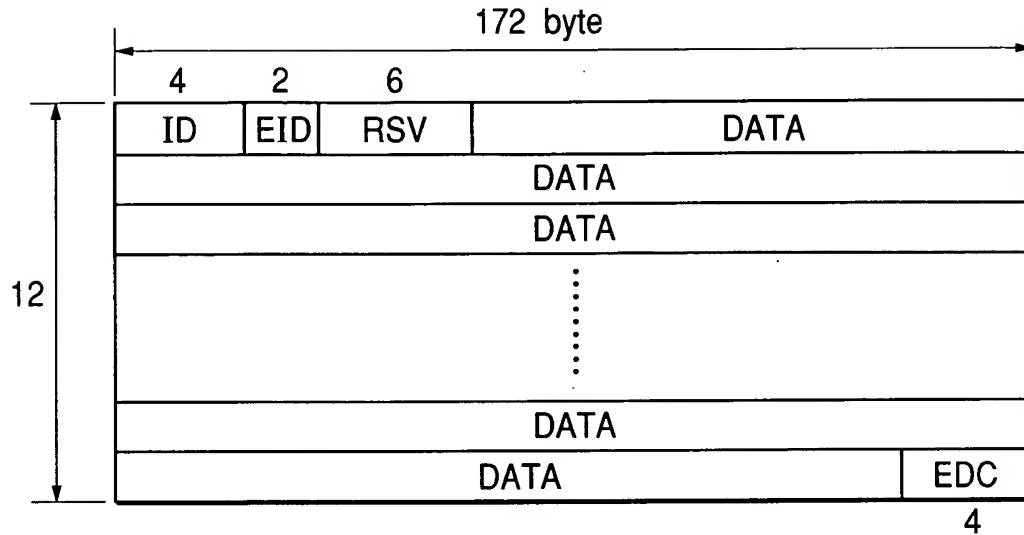 172 byte
4 2 6
ID EID RSV DATA
DATA
DATA
12
DATA
DATA EDC
4